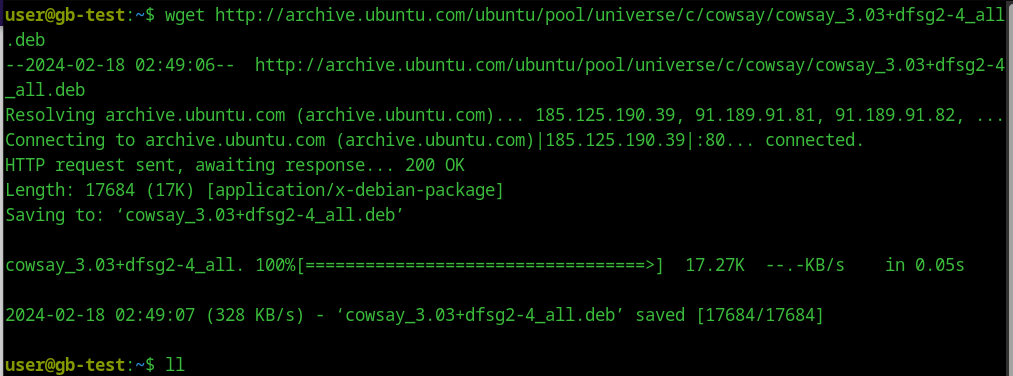 user@gb-test:~$ wget http://archive.ubuntu.com/ubuntu/pool/universe/c/cowsay/cowsay_3.03+dfsg2-4_all
.deb
--2024-02-18 02:49:06--  http://archive.ubuntu.com/ubuntu/pool/universe/c/cowsay/cowsay_3.03+dfsg2-4
_all.deb
Resolving archive.ubuntu.com (archive.ubuntu.com)... 185.125.190.39, 91.189.91.81, 91.189.91.82, ...
Connecting to archive.ubuntu.com (archive.ubuntu.com)|185.125.190.39|:80... connected.
HTTP request sent, awaiting response... 200 OK
Length: 17684 (17K) [application/x-debian-package]
Saving to: ‘cowsay_3.03+dfsg2-4_all.deb’
cowsay_3.03+dfsg2-4_all. 100%[==================================>]  17.27K  --.-KB/s    in 0.05s
2024-02-18 02:49:07 (328 KB/s) - ‘cowsay_3.03+dfsg2-4_all.deb’ saved [17684/17684]
user@gb-test:~$ ll